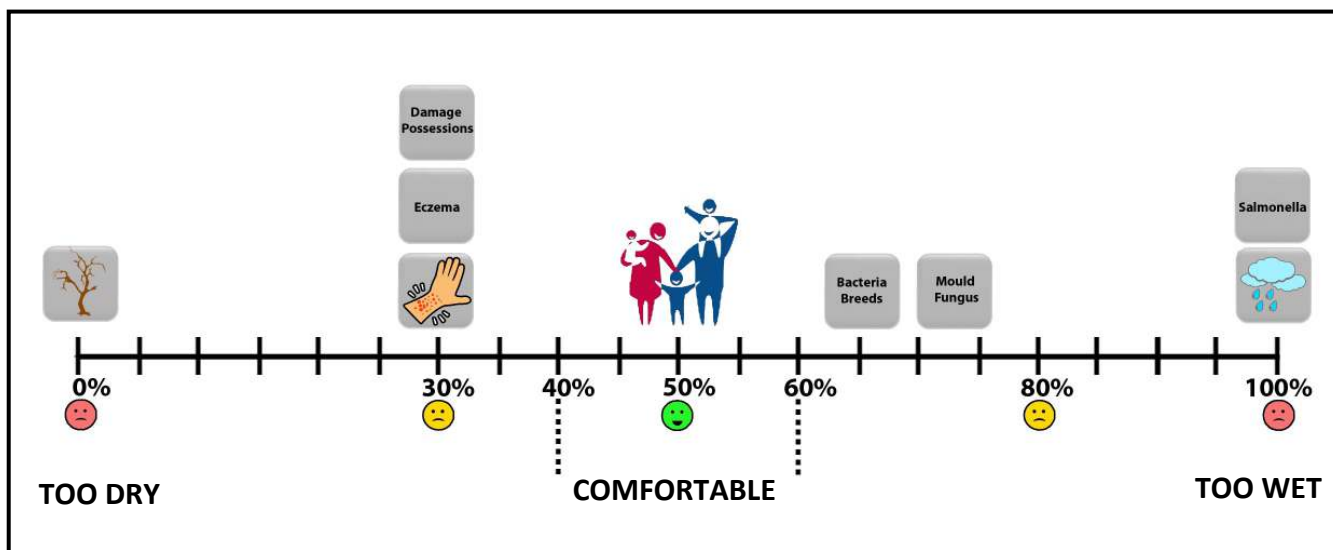 Damage
Possessions
Eczema
Salmonella
Bacteria
Breeds
Mould
Fungus
0%
30%
40%
50%
60%
80%
100%
TOO DRY
COMFORTABLE
TOO WET